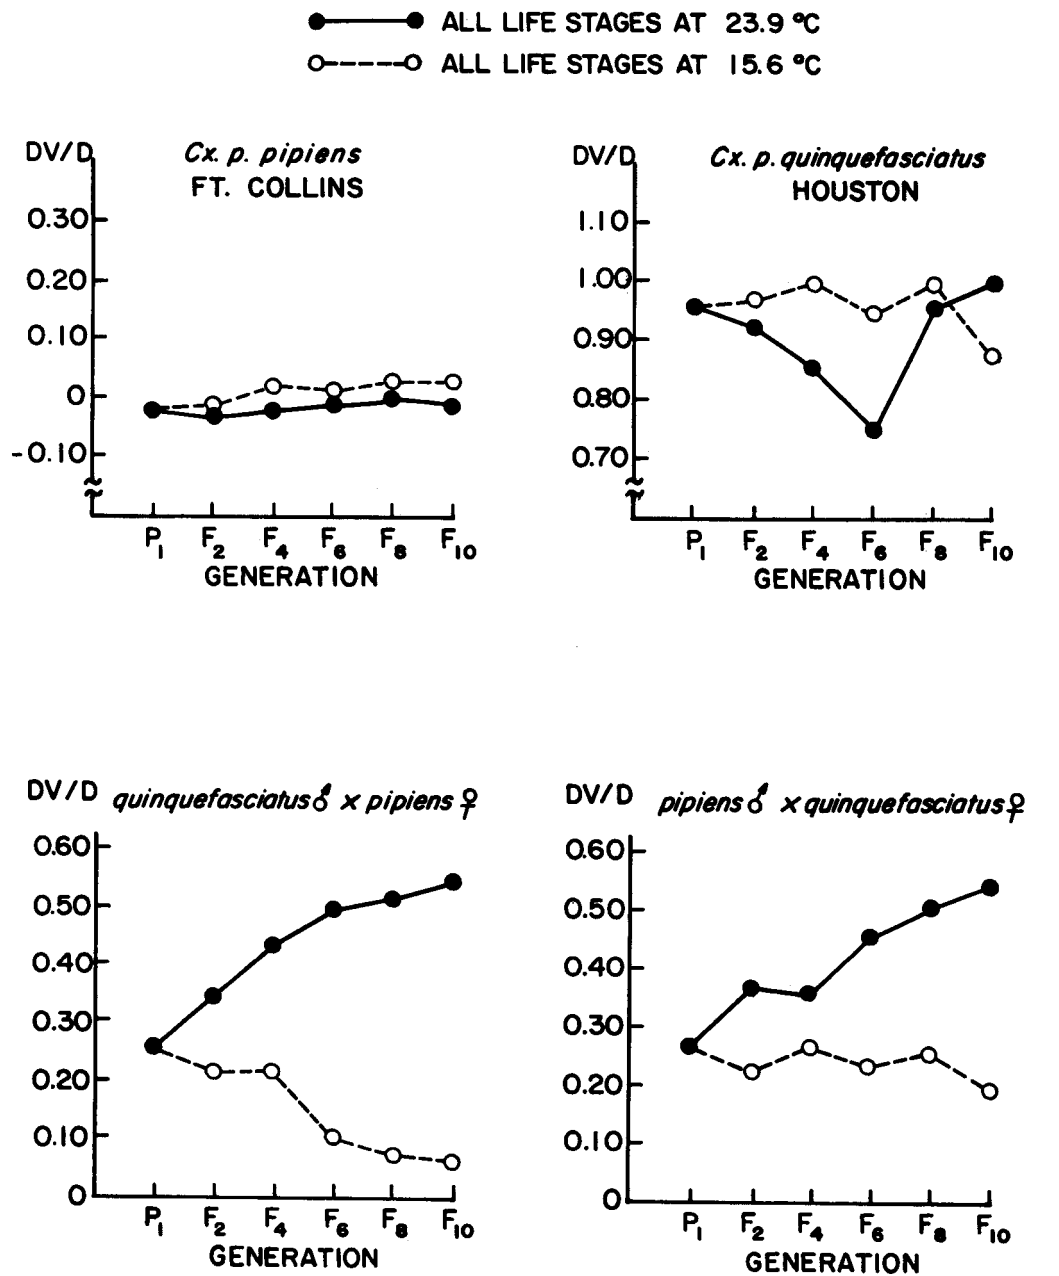 ALL LIFE STAGES AT 23.9 °C
ALL LIFE STAGES AT 15.6 °C
DV/D
Cx. p. pipiens
FT. COLLINS
0.30
0.20
0.10
0
-0.10
P1 F2 F4 F6 F8 F10
GENERATION
DV/D
Cx. p. quinquefasciatus
HOUSTON
1.10
1.00
0.90
0.80
0.70
P1 F2 F4 F6 F8 F10
GENERATION
DV/D
quinquefasciatus♂ x pipiens♀
0.60
0.50
0.40
0.30
0.20
0.10
0
P1 F2 F4 F6 F8 F10
GENERATION
DV/D
pipiens♂ x quinquefasciatus♀
0.60
0.50
0.40
0.30
0.20
0.10
0
P1 F2 F4 F6 F8 F10
GENERATION